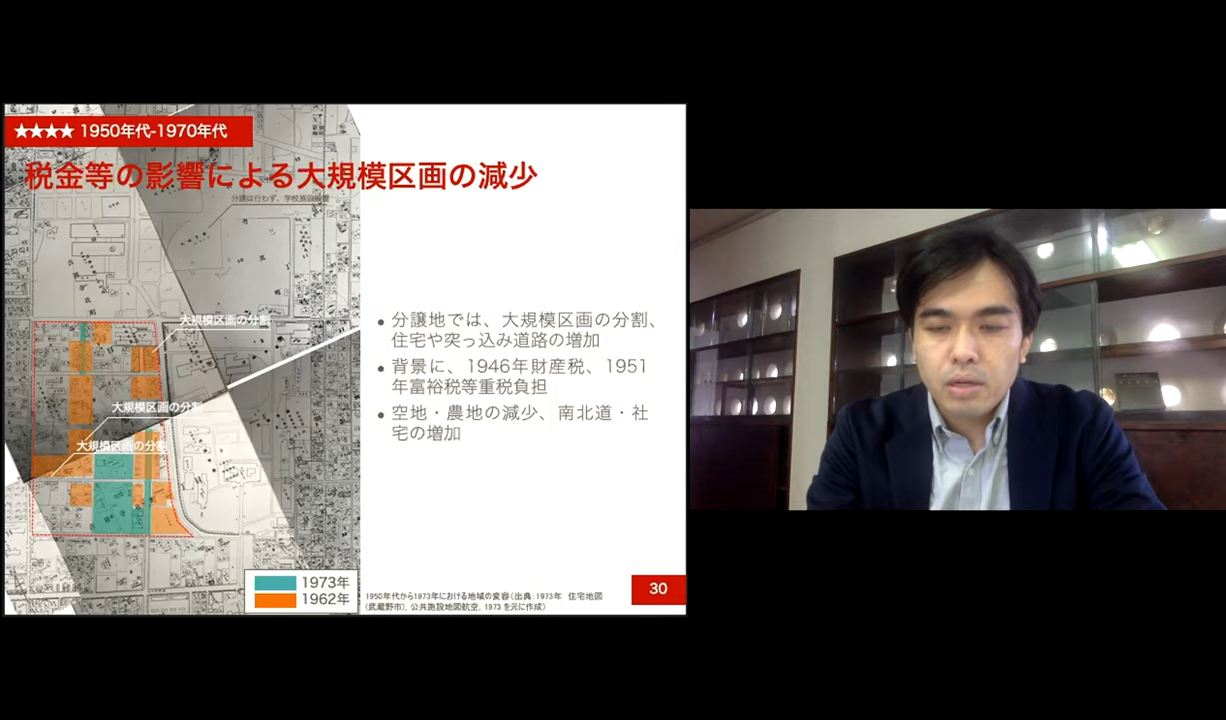 ★★★★ 1950年代-1970年代
税金等の影響による大規模区画の減少
分譲は行わず、学校施設設置
大規模区画の分割
大規模区画の分割
大規模区画の分割
• 分譲地では、大規模区画の分割、
住宅や突っ込み道路の増加
• 背景に、1946年財産税、1951
年富裕税等重税負担
• 空地・農地の減少、南北道・社
宅の増加
1973年
1962年
1950年代から1973年における地域の変容（出典：1973年 住宅地図
（武蔵野市）, 公共施設地図航空, 1973 を元に作成）
30